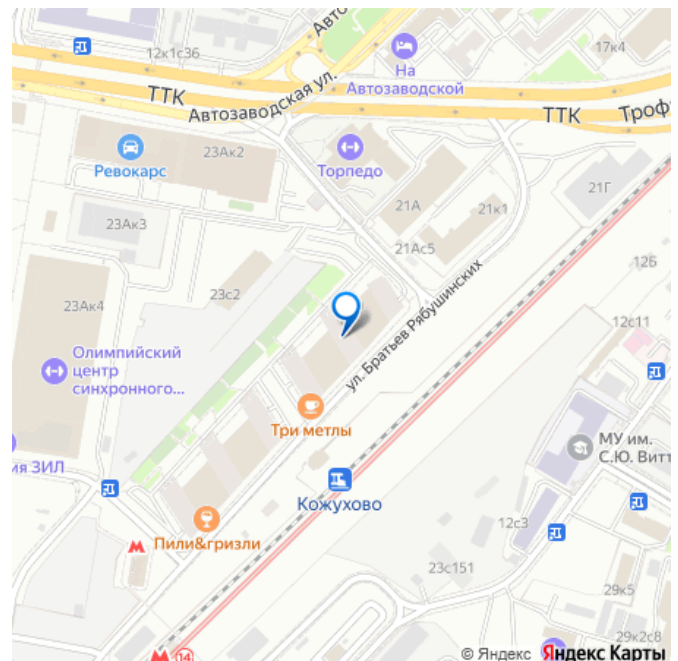 12к1с36
Авто
17к4
На
Автозаводской
ТТК
Автозаводская ул.
ТТК
Троф
23Ак2
Ревокарс
Торпедо
21Г
21А
21к1
23Ак3
21Ас5
12Б
23с2
23Ак4
12с11
ул. Братьев Рябушинских
Олимпийский
центр
синхронного...
Три метлы
МУ им.
С.Ю. Витт
ия ЗИЛ
Кожухово
12с3
Пили&гризли
23с151
29к5
29к2с8
14
© Яндекс Яндекс Карты